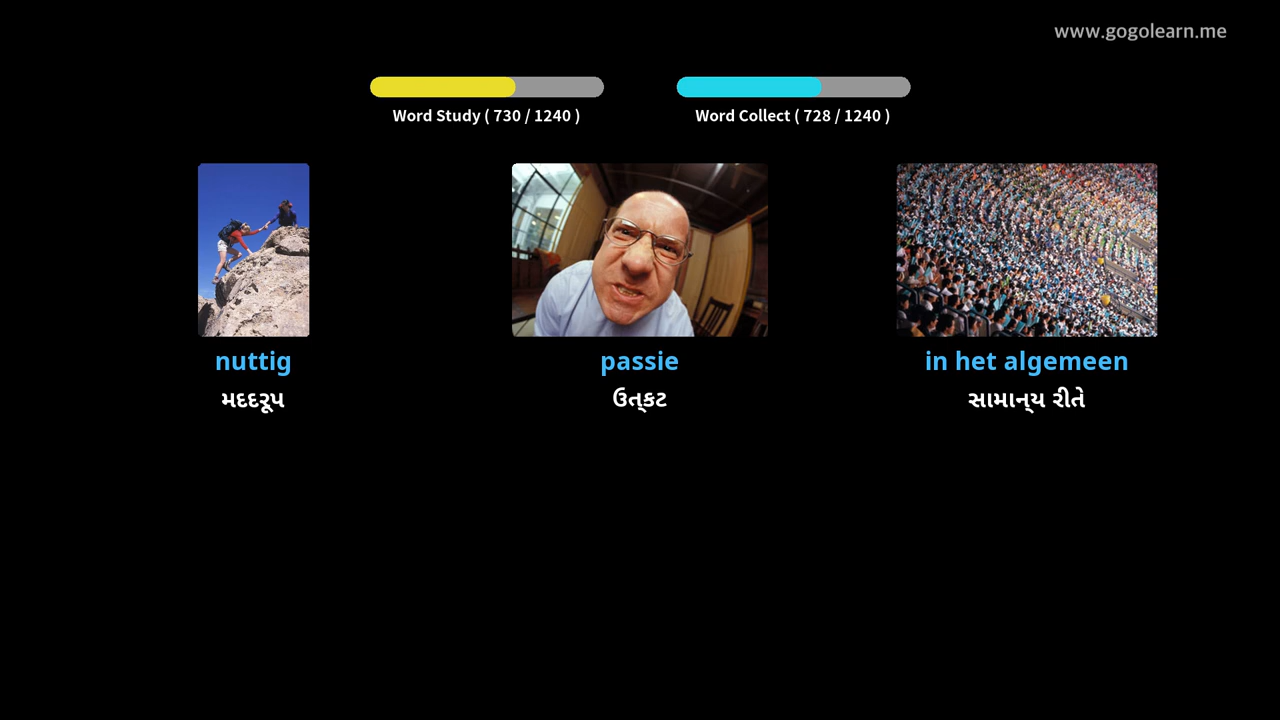 www.gogolearn.me
Word Study ( 730 / 1240 )
Word Collect ( 728 / 1240 )
nuttig
passie
in het algemeen
મદદરૂપ
ઉત્કટ
સામાન્ય રીતે